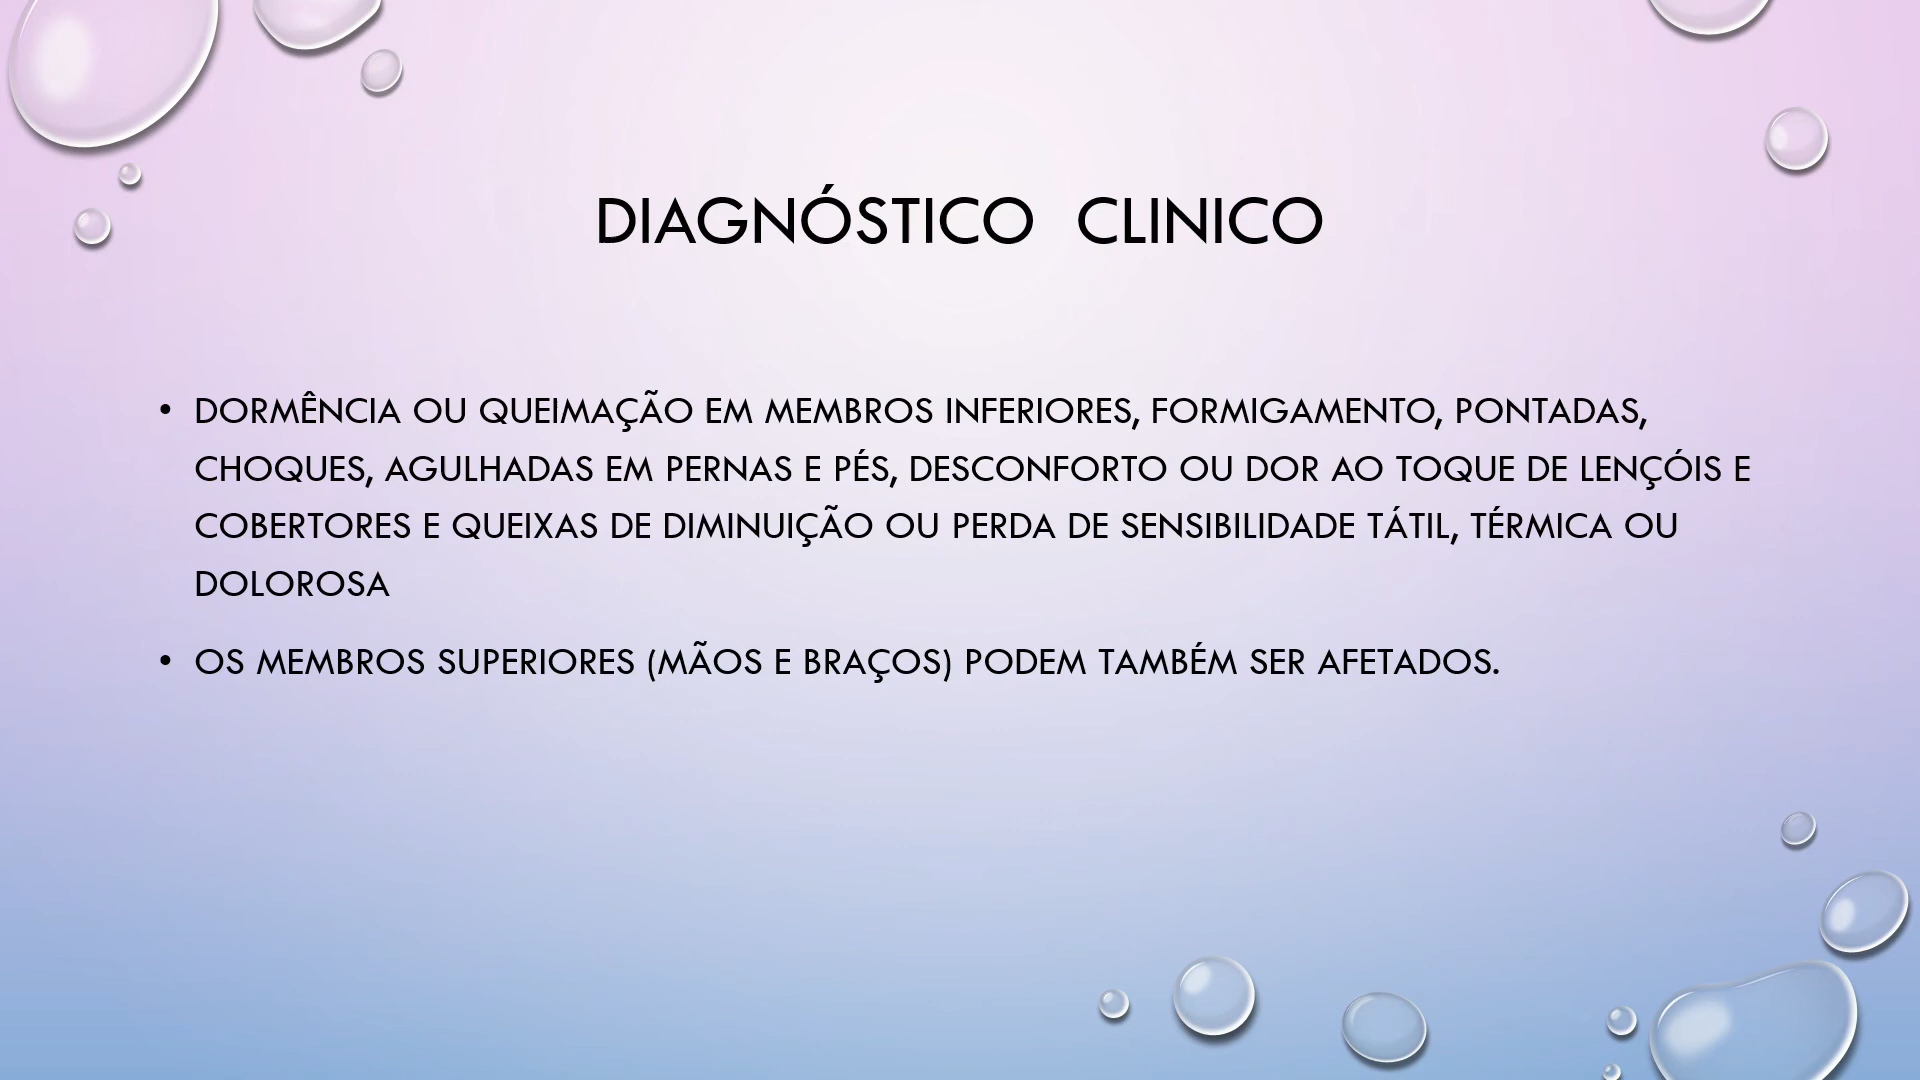 DIAGNÓSTICO  CLINICO
• DORMÊNCIA OU QUEIMAÇÃO EM MEMBROS INFERIORES, FORMIGAMENTO, PONTADAS,
CHOQUES, AGULHADAS EM PERNAS E PÉS, DESCONFORTO OU DOR AO TOQUE DE LENÇÓIS E
COBERTORES E QUEIXAS DE DIMINUIÇÃO OU PERDA DE SENSIBILIDADE TÁTIL, TÉRMICA OU
DOLOROSA
• OS MEMBROS SUPERIORES (MÃOS E BRAÇOS) PODEM TAMBÉM SER AFETADOS.